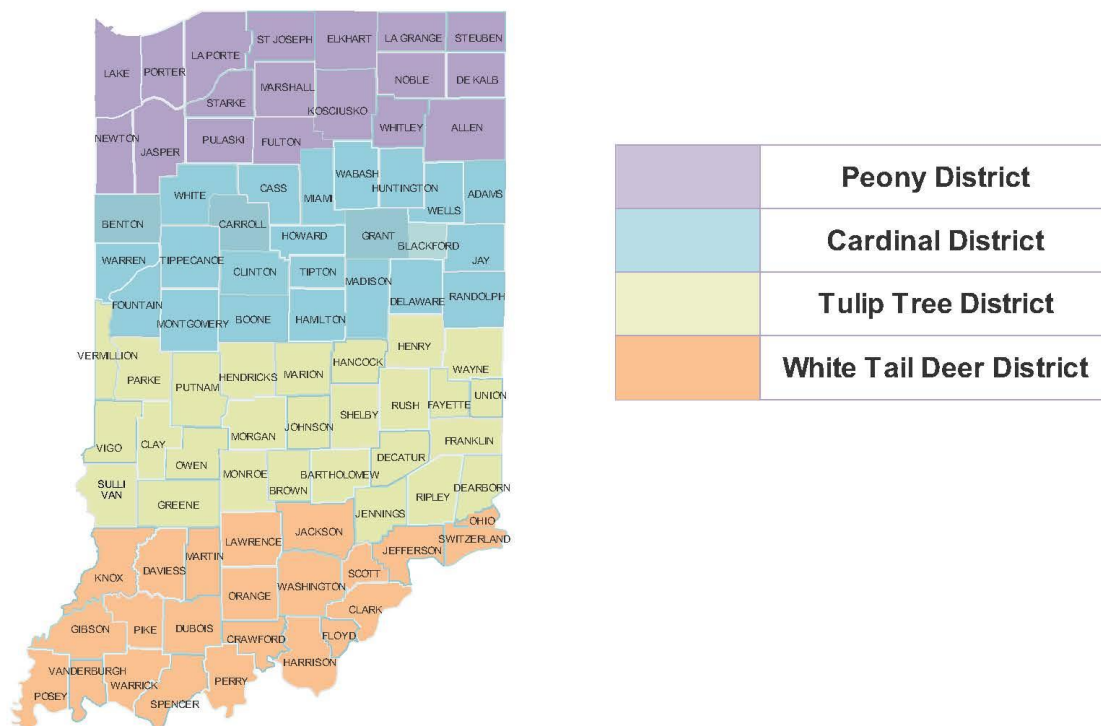 ST JOSEPH
ELKHART
LA GRANGE
STEUBEN
LA PORTE
PORTER
LAKE
NOBLE
DE KALB
MARSHALL
STARKE
KOSCIUSKO
WHITLEY
ALLEN
NEWTON
JASPER
PULASKI
FULTON
WABASH
HUNTINGTON
WHITE
CASS
MIAMI
WELLS
ADAMS
BENTON
CARROLL
HOWARD
GRANT
BLACKFORD
WARREN
TIPPECANOE
CLINTON
TIPTON
JAY
MADISON
FOUNTAIN
DELAWARE
RANDOLPH
MONTGOMERY
BOONE
HAMILTON
VERMILLION
PARKE
PUTNAM
HENDRICKS
MARION
HANCOCK
HENRY
WAYNE
UNION
FAYETTE
RUSH
SHELBY
JOHNSON
MORGAN
VIGO
CLAY
OWEN
FRANKLIN
DECATUR
MONROE
BROWN
BARTHOLOMEW
SULLI
VAN
GREENE
JENNINGS
RIPLEY
DEARBORN
OHIO
SWITZERLAND
JEFFERSON
JACKSON
LAWRENCE
MARTIN
DAVIESS
KNOX
SCOTT
WASHINGTON
ORANGE
CLARK
GIBSON
PIKE
DUBOIS
CRAWFORD
FLOYD
HARRISON
VANDERBURGH
POSEY
WARRICK
SPENCER
PERRY
Peony District
Cardinal District
Tulip Tree District
White Tail Deer District